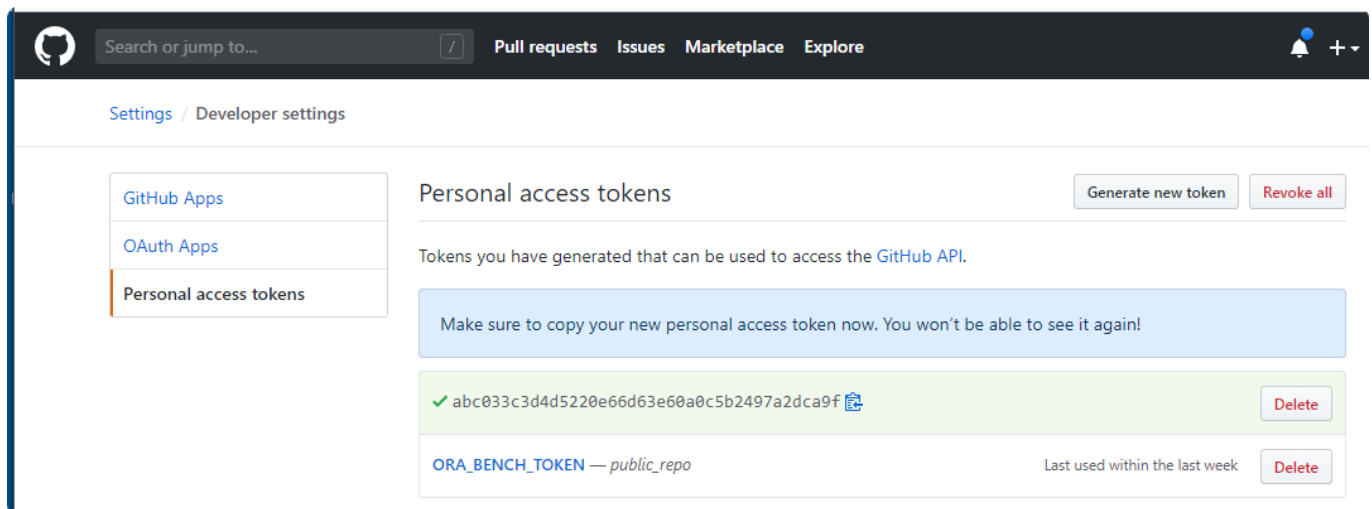 Search or jump to... /
Pull requests Issues Marketplace Explore
Settings / Developer settings
GitHub Apps
OAuth Apps
Personal access tokens
Personal access tokens
Generate new token
Revoke all
Tokens you have generated that can be used to access the GitHub API.
Make sure to copy your new personal access token now. You won't be able to see it again!
abc033c3d4d5220e66d63e60a0c5b2497a2dca9f
Delete
ORA_BENCH_TOKEN — public_repo
Last used within the last week
Delete